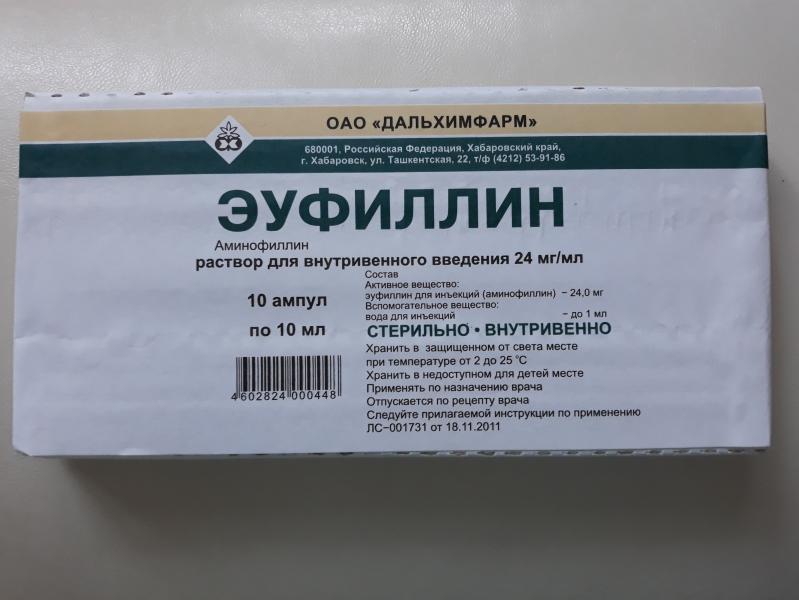 ОАО «ДАЛЬХИМФАРМ»
680001, Российская Федерация, Хабаровский край,
г. Хабаровск, ул. Ташкентская, 22, т/ф (4212) 53-91-86
ЭУФИЛЛИН
Аминофиллин
раствор для внутривенного введения 24 мг/мл
10 ампул
по 10 мл
Состав
Активное вещество:
эуфиллин для инъекций (аминофиллин) – 24,0 мг
Вспомогательное вещество:
вода для инъекций – до 1 мл
СТЕРИЛЬНО • ВНУТРИВЕННО
Хранить в защищенном от света месте
при температуре от 2 до 25 °С
Хранить в недоступном для детей месте
Применять по назначению врача
Отпускается по рецепту врача
Следуйте прилагаемой инструкции по применению
ЛС−001731 от 18.11.2011
4602824000448